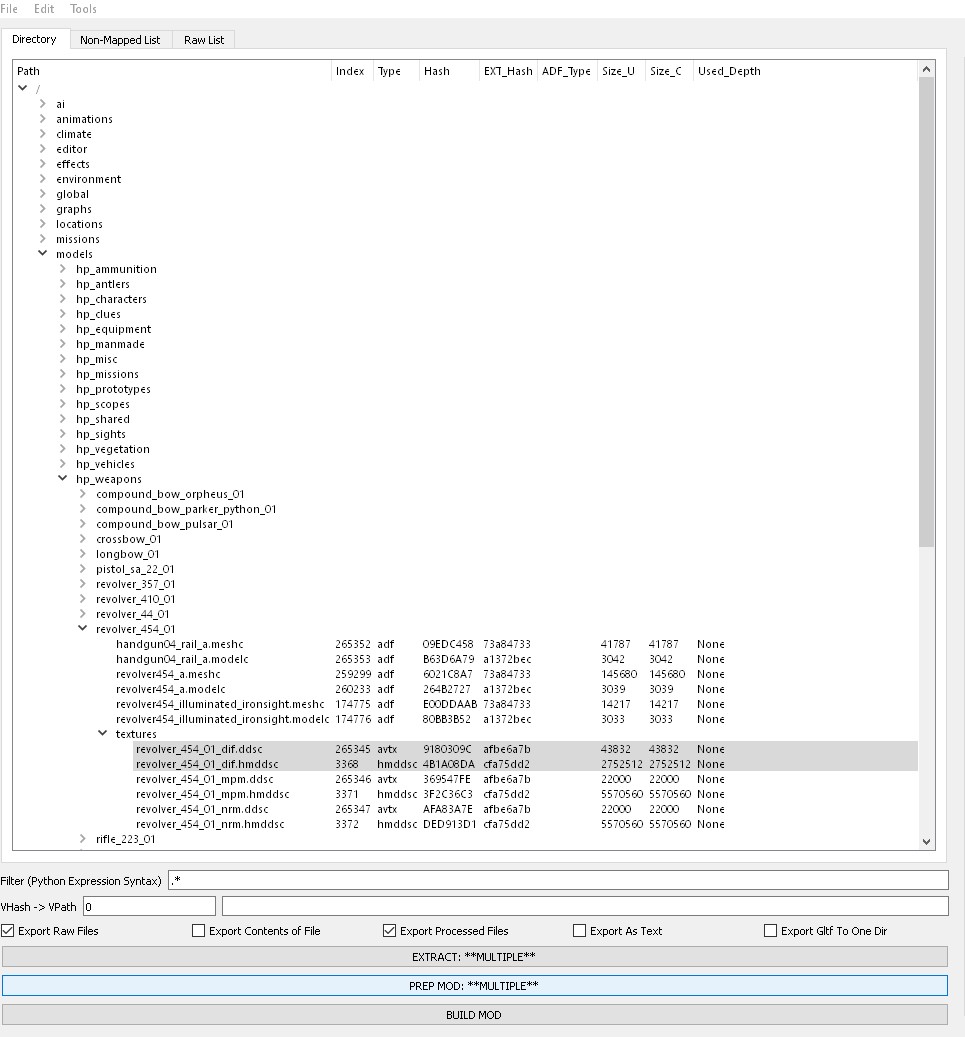 File Edit Tools
Directory Non-Mapped List Raw List
Path Index Type Hash EXT_Hash ADF_Type Size_U Size_C Used_Depth
/
ai
animations
climate
editor
effects
environment
global
graphs
locations
missions
models
hp_ammunition
hp_antlers
hp_characters
hp_clues
hp_equipment
hp_manmade
hp_misc
hp_missions
hp_prototypes
hp_scopes
hp_shared
hp_sights
hp_vegetation
hp_vehicles
hp_weapons
compound_bow_orpheus_01
compound_bow_parker_python_01
compound_bow_pulsar_01
crossbow_01
longbow_01
pistol_sa_22_01
revolver_357_01
revolver_410_01
revolver_44_01
revolver_454_01
handgun04_rail_a.meshc 265352 adf 09EDC458 73a84733 41787 41787 None
handgun04_rail_a.modelc 265353 adf B63D6A79 a1372bec 3042 3042 None
revolver454_a.meshc 259299 adf 6021C8A7 73a84733 145680 145680 None
revolver454_a.modelc 260233 adf 264B2727 a1372bec 3039 3039 None
revolver454_illuminated_ironsight.meshc 174775 adf E00DDAAB 73a84733 14217 14217 None
revolver454_illuminated_ironsight.modelc 174776 adf 80BB3B52 a1372bec 3033 3033 None
textures
revolver_454_01_dif.ddsc 265345 avtx 9180309C afbe6a7b 43832 43832 None
revolver_454_01_dif.hmddsc 3368 hmddsc 4B1A08DA cfa75dd2 2752512 2752512 None
revolver_454_01_mpm.ddsc 265346 avtx 369547FE afbe6a7b 22000 22000 None
revolver_454_01_mpm.hmddsc 3371 hmddsc 3F2C36C3 cfa75dd2 5570560 5570560 None
revolver_454_01_nrm.ddsc 265347 avtx AFA83A7E afbe6a7b 22000 22000 None
revolver_454_01_nrm.hmddsc 3372 hmddsc DED913D1 cfa75dd2 5570560 5570560 None
rifle_223_01
Filter (Python Expression Syntax) .*
VHash -> VPath 0
Export Raw Files Export Contents of File Export Processed Files Export As Text Export Gltf To One Dir
EXTRACT: **MULTIPLE**
PREP MOD: **MULTIPLE**
BUILD MOD